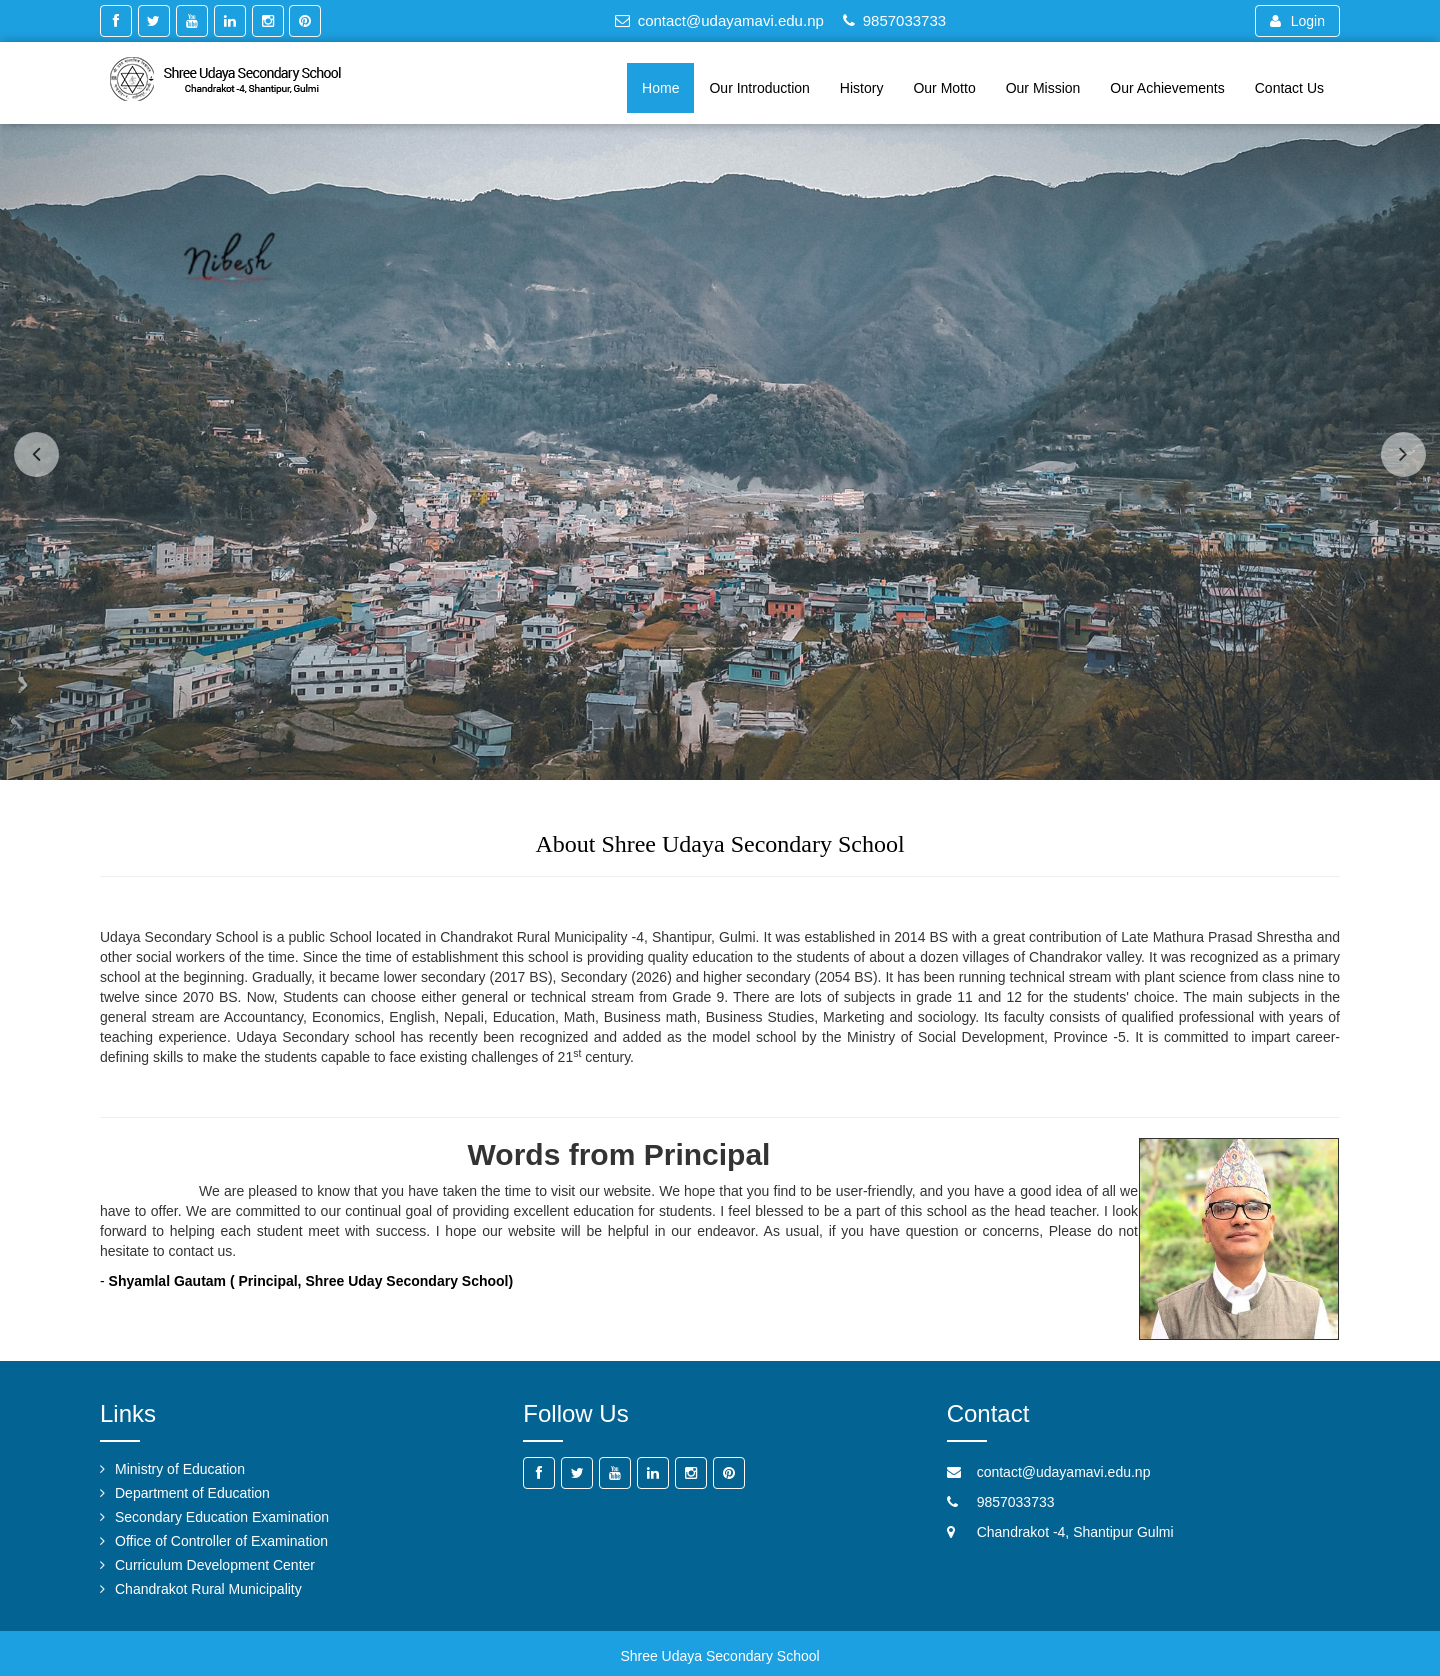 contact@udayamavi.edu.np 9857033733 Login
Shree Udaya Secondary School
Chandrakot -4, Shantipur, Gulmi
Home Our Introduction History Our Motto Our Mission Our Achievements Contact Us
Nibesh
About Shree Udaya Secondary School
Udaya Secondary School is a public School located in Chandrakot Rural Municipality -4, Shantipur, Gulmi. It was established in 2014 BS with a great contribution of Late Mathura Prasad Shrestha and
other social workers of the time. Since the time of establishment this school is providing quality education to the students of about a dozen villages of Chandrakor valley. It was recognized as a primary
school at the beginning. Gradually, it became lower secondary (2017 BS), Secondary (2026) and higher secondary (2054 BS). It has been running technical stream with plant science from class nine to
twelve since 2070 BS. Now, Students can choose either general or technical stream from Grade 9. There are lots of subjects in grade 11 and 12 for the students' choice. The main subjects in the
general stream are Accountancy, Economics, English, Nepali, Education, Math, Business math, Business Studies, Marketing and sociology. Its faculty consists of qualified professional with years of
teaching experience. Udaya Secondary school has recently been recognized and added as the model school by the Ministry of Social Development, Province -5. It is committed to impart career-
defining skills to make the students capable to face existing challenges of 21st century.
Words from Principal
We are pleased to know that you have taken the time to visit our website. We hope that you find to be user-friendly, and you have a good idea of all we
have to offer. We are committed to our continual goal of providing excellent education for students. I feel blessed to be a part of this school as the head teacher. I look
forward to helping each student meet with success. I hope our website will be helpful in our endeavor. As usual, if you have question or concerns, Please do not
hesitate to contact us.
- Shyamlal Gautam ( Principal, Shree Uday Secondary School)
Links
Ministry of Education
Department of Education
Secondary Education Examination
Office of Controller of Examination
Curriculum Development Center
Chandrakot Rural Municipality
Follow Us
Contact
contact@udayamavi.edu.np
9857033733
Chandrakot -4, Shantipur Gulmi
Shree Udaya Secondary School